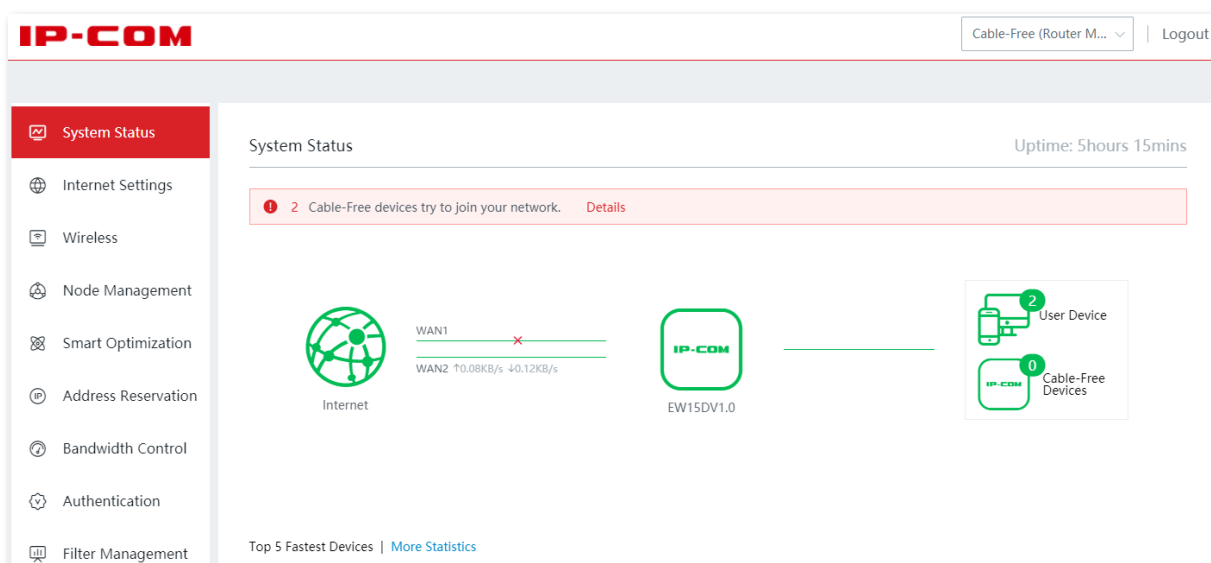 IP-COM
Cable-Free (Router M...
Logout
System Status
Internet Settings
Wireless
Node Management
Smart Optimization
Address Reservation
Bandwidth Control
Authentication
Filter Management
System Status
Uptime: 5hours 15mins
2 Cable-Free devices try to join your network. Details
Internet
WAN1
WAN2 ↑0.08KB/s ↓0.12KB/s
IP-COM
EW15DV1.0
2
User Device
0
IP-COM
Cable-Free
Devices
Top 5 Fastest Devices | More Statistics